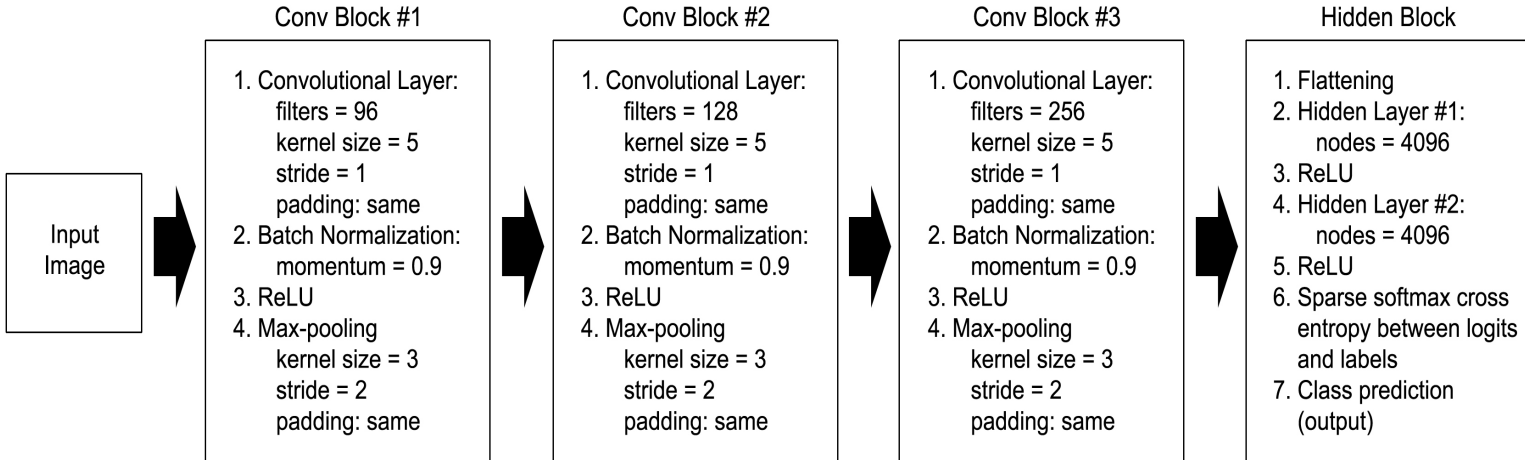 Conv Block #1
Conv Block #2
Conv Block #3
Hidden Block
Input
Image
1. Convolutional Layer:
filters = 96
kernel size = 5
stride = 1
padding: same
2. Batch Normalization:
momentum = 0.9
3. ReLU
4. Max-pooling
kernel size = 3
stride = 2
padding: same
1. Convolutional Layer:
filters = 128
kernel size = 5
stride = 1
padding: same
2. Batch Normalization:
momentum = 0.9
3. ReLU
4. Max-pooling
kernel size = 3
stride = 2
padding: same
1. Convolutional Layer:
filters = 256
kernel size = 5
stride = 1
padding: same
2. Batch Normalization:
momentum = 0.9
3. ReLU
4. Max-pooling
kernel size = 3
stride = 2
padding: same
1. Flattening
2. Hidden Layer #1:
nodes = 4096
3. ReLU
4. Hidden Layer #2:
nodes = 4096
5. ReLU
6. Sparse softmax cross
entropy between logits
and labels
7. Class prediction
(output)